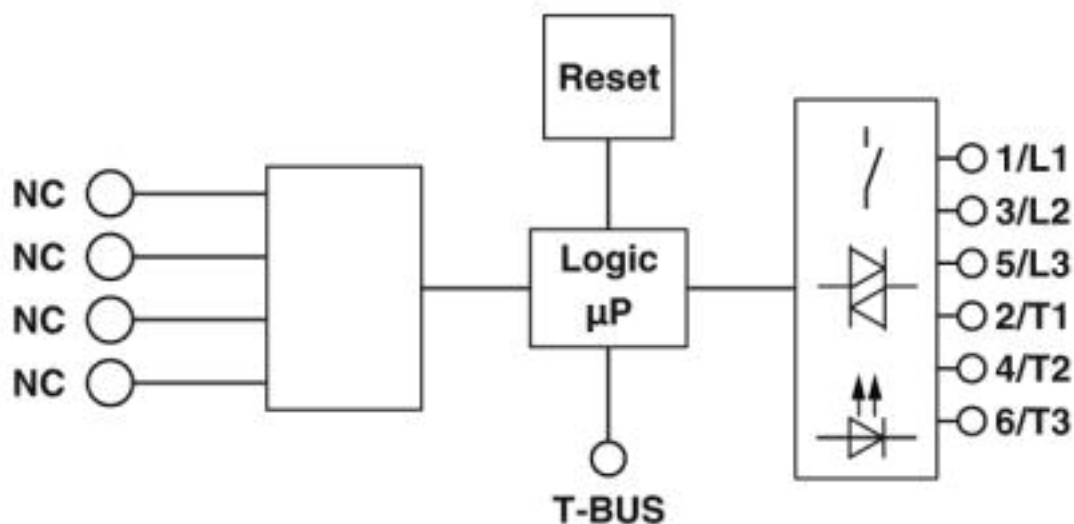 Reset
NC
NC
NC
NC
Logic
µP
T-BUS
1/L1
3/L2
5/L3
2/T1
4/T2
6/T3